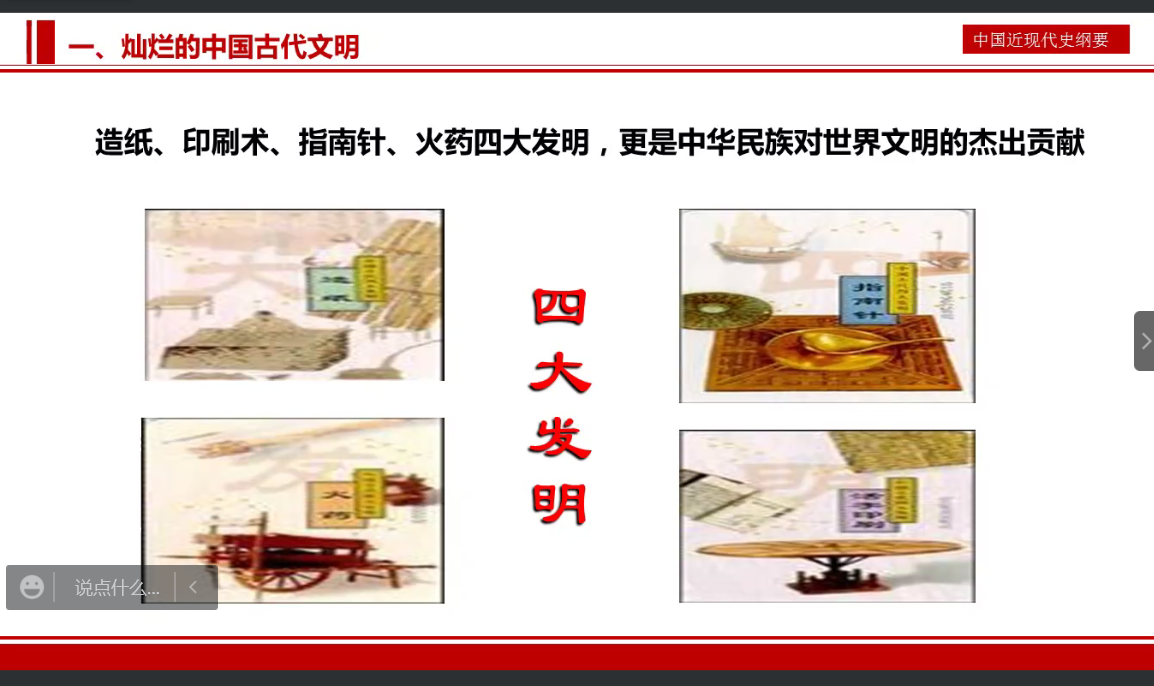 一、灿烂的中国古代文明
中国近现代史纲要
造纸、印刷术、指南针、火药四大发明，更是中华民族对世界文明的杰出贡献
造纸
指南针
四大发明
火药
活字印刷
说点什么...